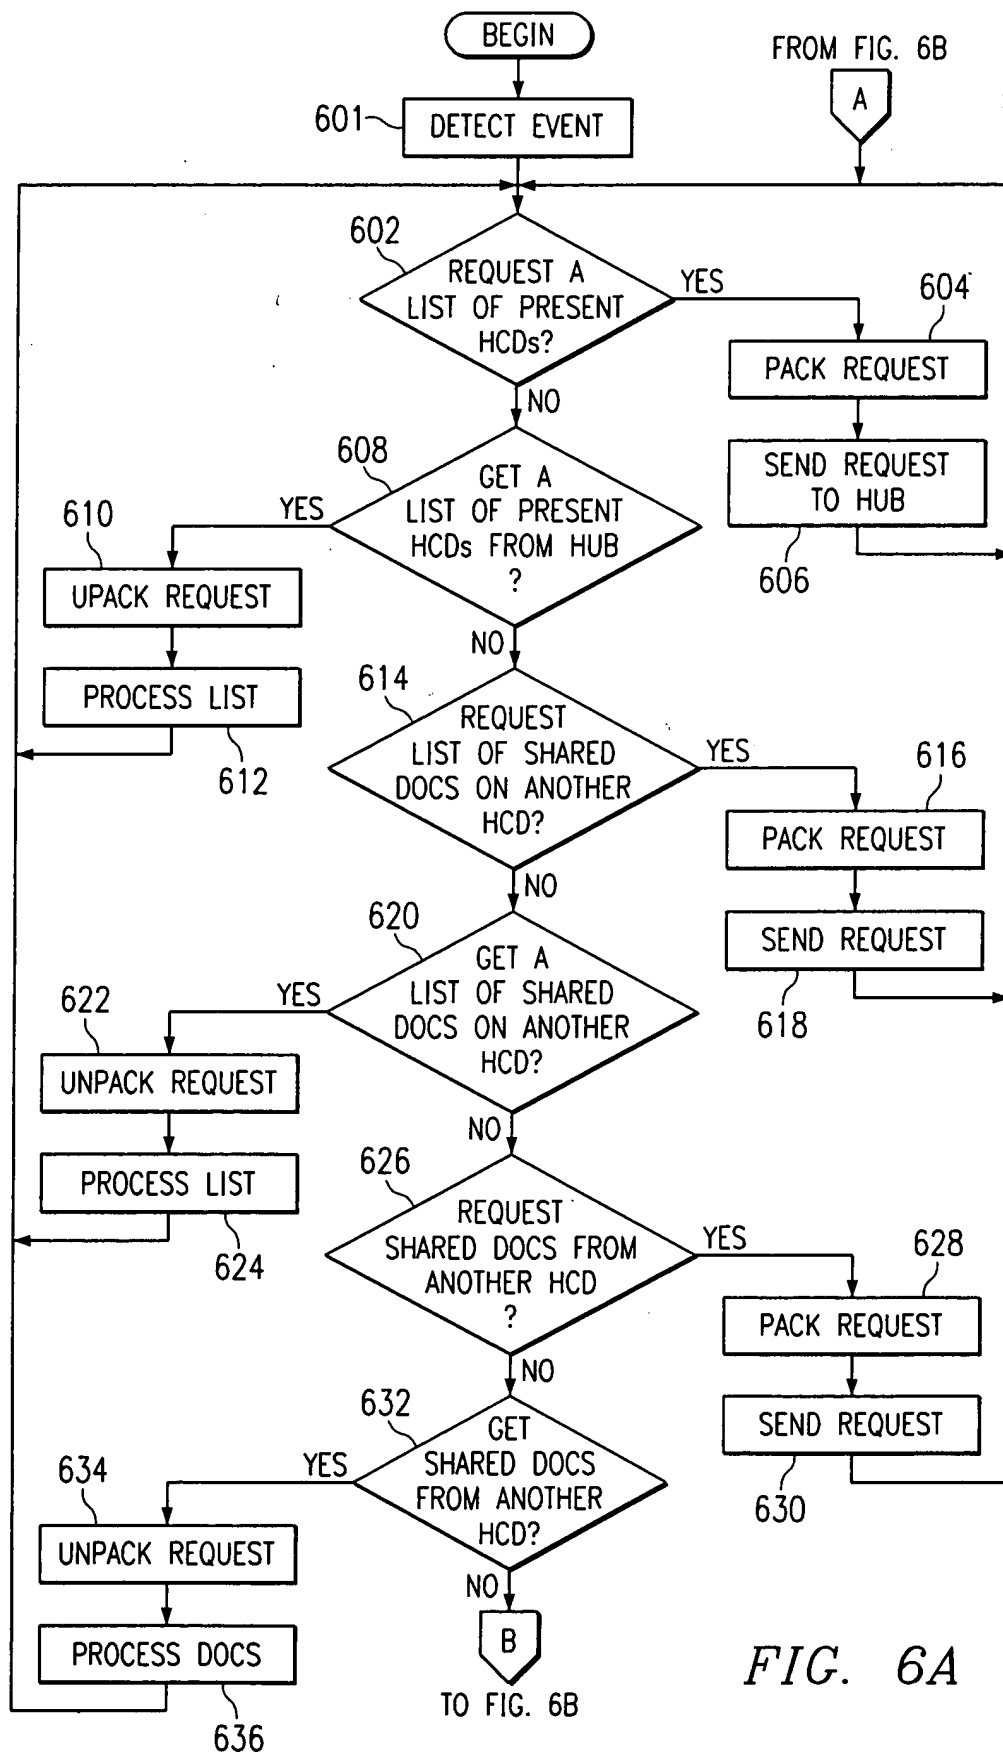 BEGIN
FROM FIG. 6B
A
601
DETECT EVENT
602
REQUEST A
LIST OF PRESENT
HCDs?
YES
604
PACK REQUEST
NO
SEND REQUEST
TO HUB
606
608
GET A
LIST OF PRESENT
HCDs FROM HUB
?
YES
610
UPACK REQUEST
PROCESS LIST
612
NO
614
REQUEST
LIST OF SHARED
DOCS ON ANOTHER
HCD?
YES
616
PACK REQUEST
SEND REQUEST
618
NO
620
GET A
LIST OF SHARED
DOCS ON ANOTHER
HCD?
YES
622
UNPACK REQUEST
PROCESS LIST
624
NO
626
REQUEST
SHARED DOCS FROM
ANOTHER HCD
?
YES
628
PACK REQUEST
SEND REQUEST
630
NO
632
GET
SHARED DOCS
FROM ANOTHER
HCD?
YES
634
UNPACK REQUEST
PROCESS DOCS
636
NO
B
TO FIG. 6B
FIG. 6A